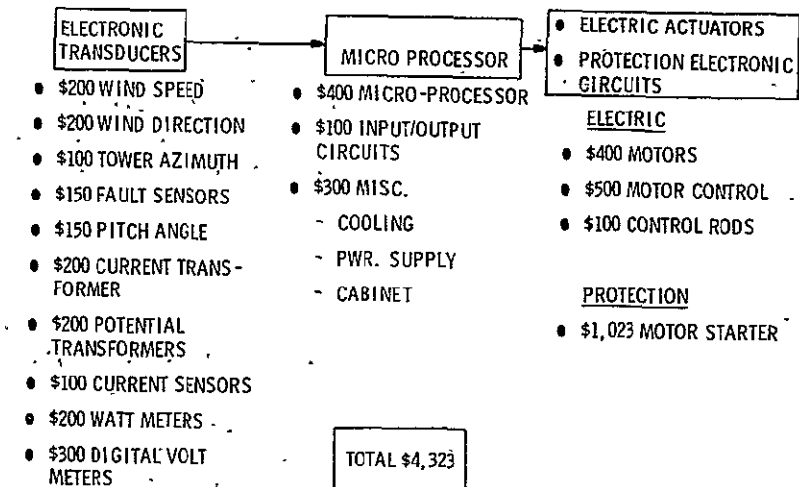 ELECTRONIC
TRANSDUCERS
● $200 WIND SPEED
● $200 WIND DIRECTION
● $100 TOWER AZIMUTH
● $150 FAULT SENSORS
● $150 PITCH ANGLE
● $200 CURRENT TRANS-
FORMER
● $200 POTENTIAL
TRANSFORMERS
● $100 CURRENT SENSORS
● $200 WATT METERS
● $300 DIGITAL VOLT
METERS
MICRO PROCESSOR
● $400 MICRO-PROCESSOR
● $100 INPUT/OUTPUT
CIRCUITS
● $300 MISC.
- COOLING
- PWR. SUPPLY
- CABINET
TOTAL $4,323
● ELECTRIC ACTUATORS
● PROTECTION ELECTRONIC
CIRCUITS
ELECTRIC
● $400 MOTORS
● $500 MOTOR CONTROL
● $100 CONTROL RODS
PROTECTION
● $1,023 MOTOR STARTER